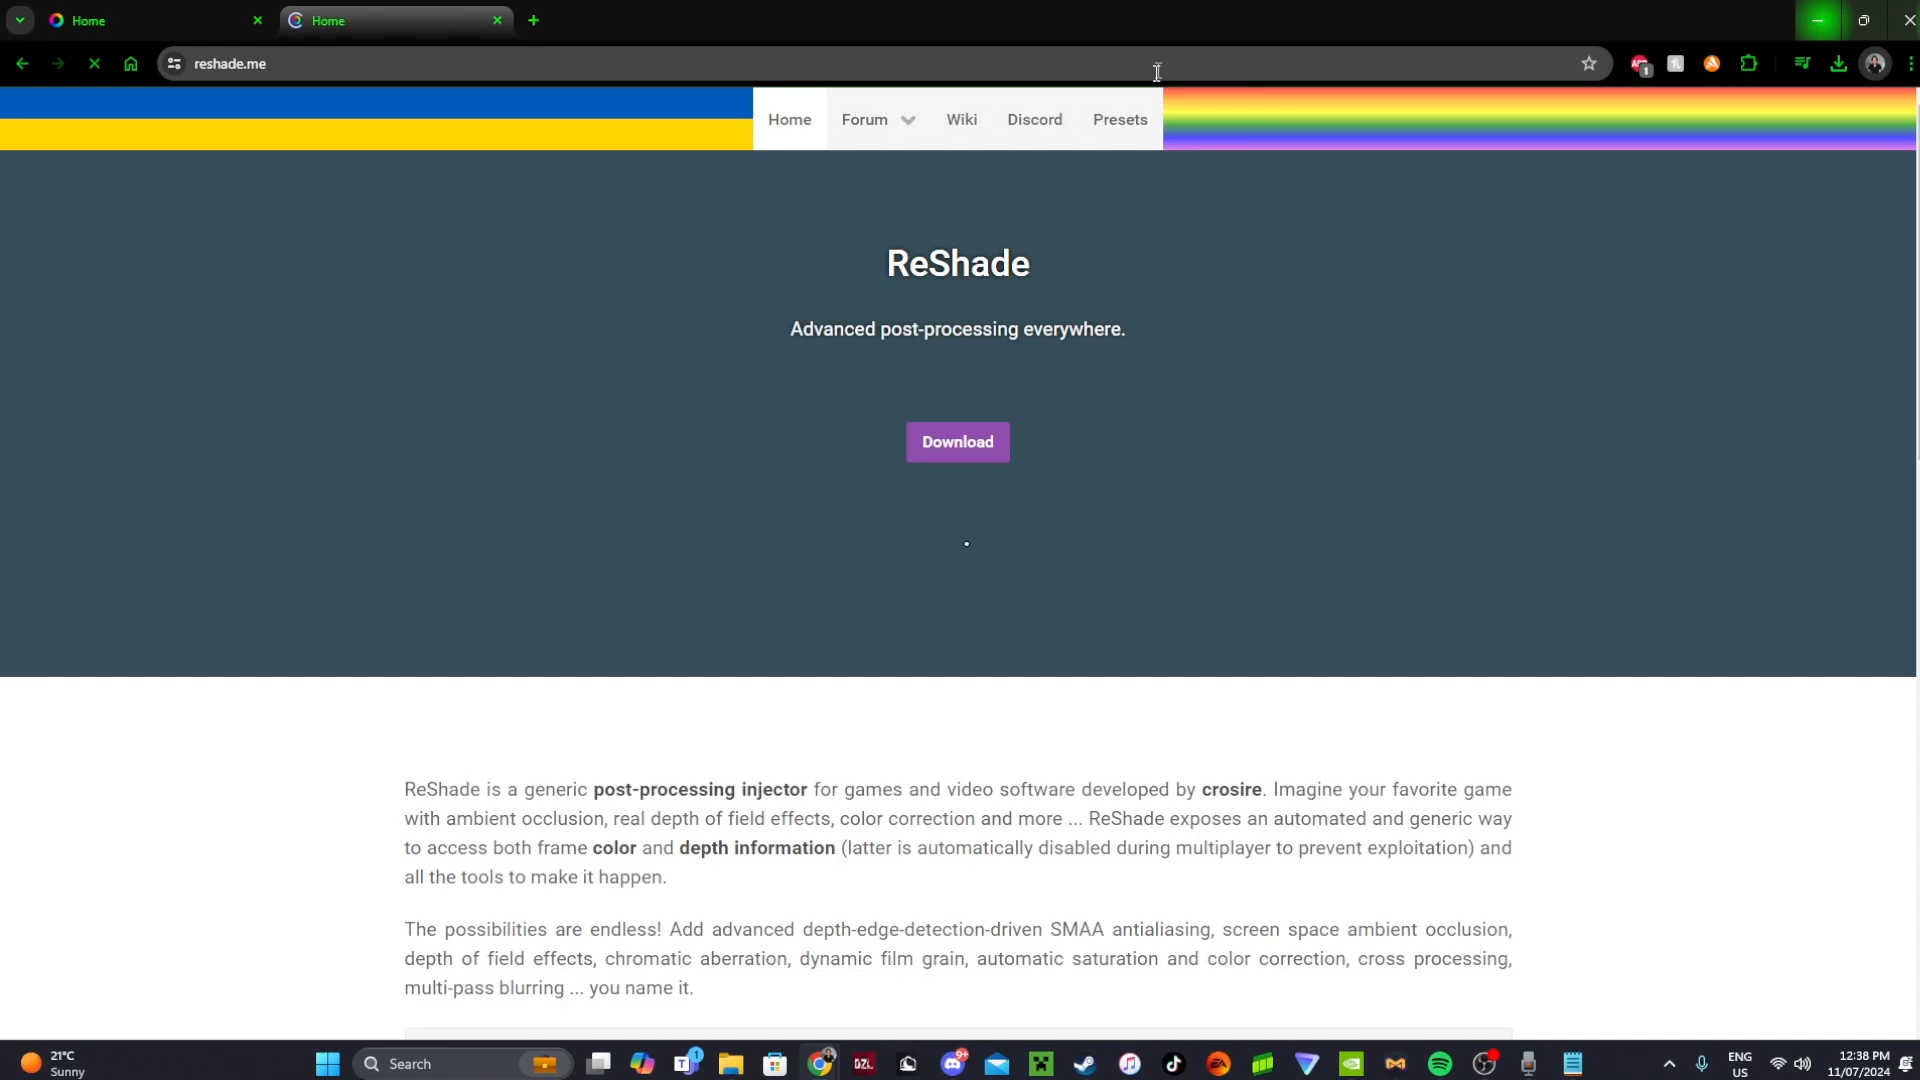 Home
Home
reshade.me
1
Home Forum Wiki Discord Presets
ReShade
Advanced post-processing everywhere.
Download
ReShade is a generic post-processing injector for games and video software developed by crosire. Imagine your favorite game
with ambient occlusion, real depth of field effects, color correction and more ... ReShade exposes an automated and generic way
to access both frame color and depth information (latter is automatically disabled during multiplayer to prevent exploitation) and
all the tools to make it happen.
The possibilities are endless! Add advanced depth-edge-detection-driven SMAA antialiasing, screen space ambient occlusion,
depth of field effects, chromatic aberration, dynamic film grain, automatic saturation and color correction, cross processing,
multi-pass blurring ... you name it.
21°C
Sunny
Search
1
DZL
9+
EA
ENG
US
12:38 PM
11/07/2024